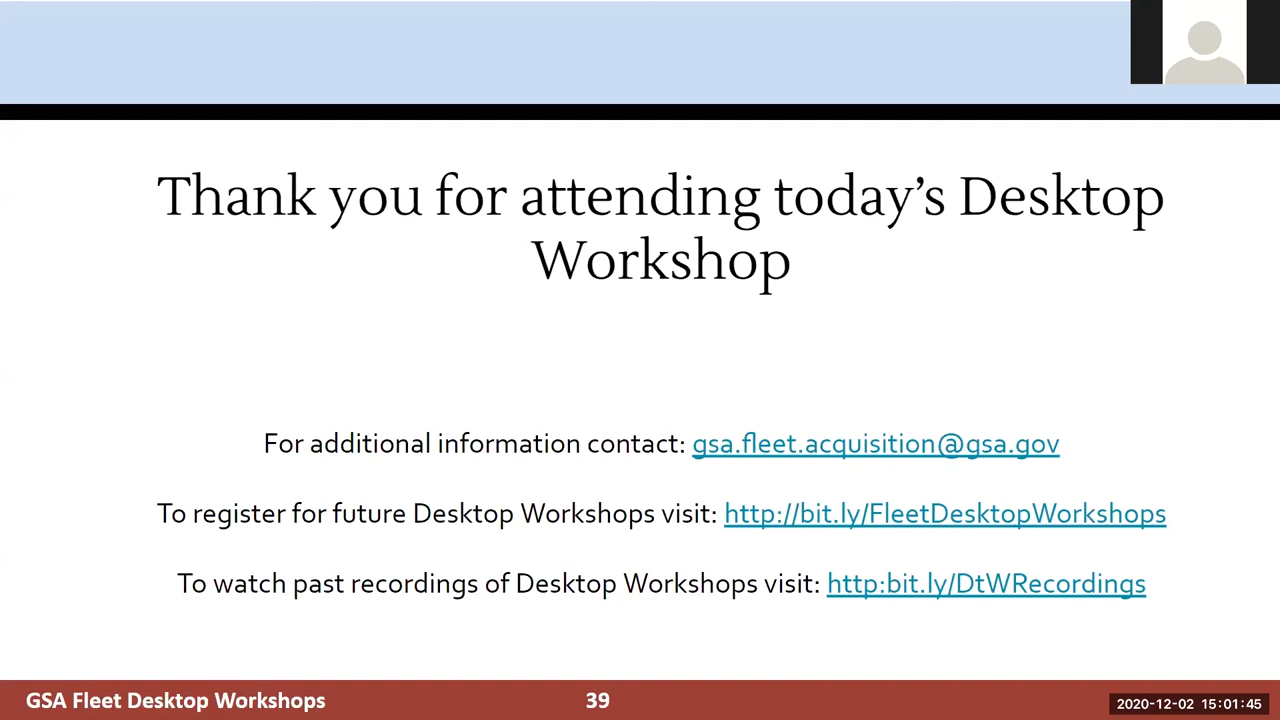 Thank you for attending today’s Desktop
Workshop
For additional information contact: gsa.fleet.acquisition@gsa.gov
To register for future Desktop Workshops visit: http://bit.ly/FleetDesktopWorkshops
To watch past recordings of Desktop Workshops visit: http:bit.ly/DtWRecordings
GSA Fleet Desktop Workshops
39
2020-12-02 15:01:45